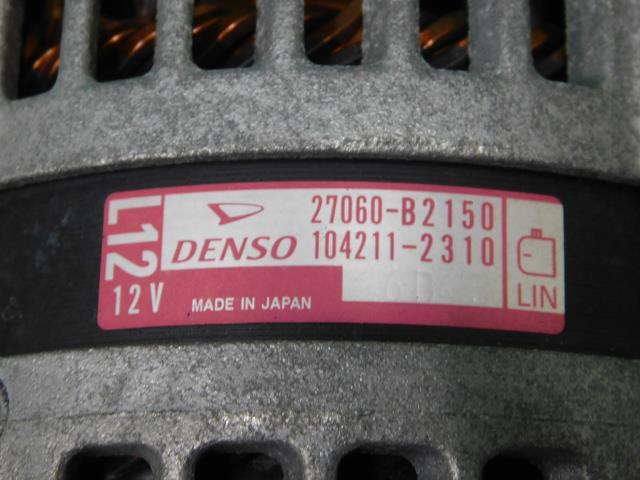 L12
12V
27060-B2150
DENSO 104211-2310
MADE IN JAPAN
LIN